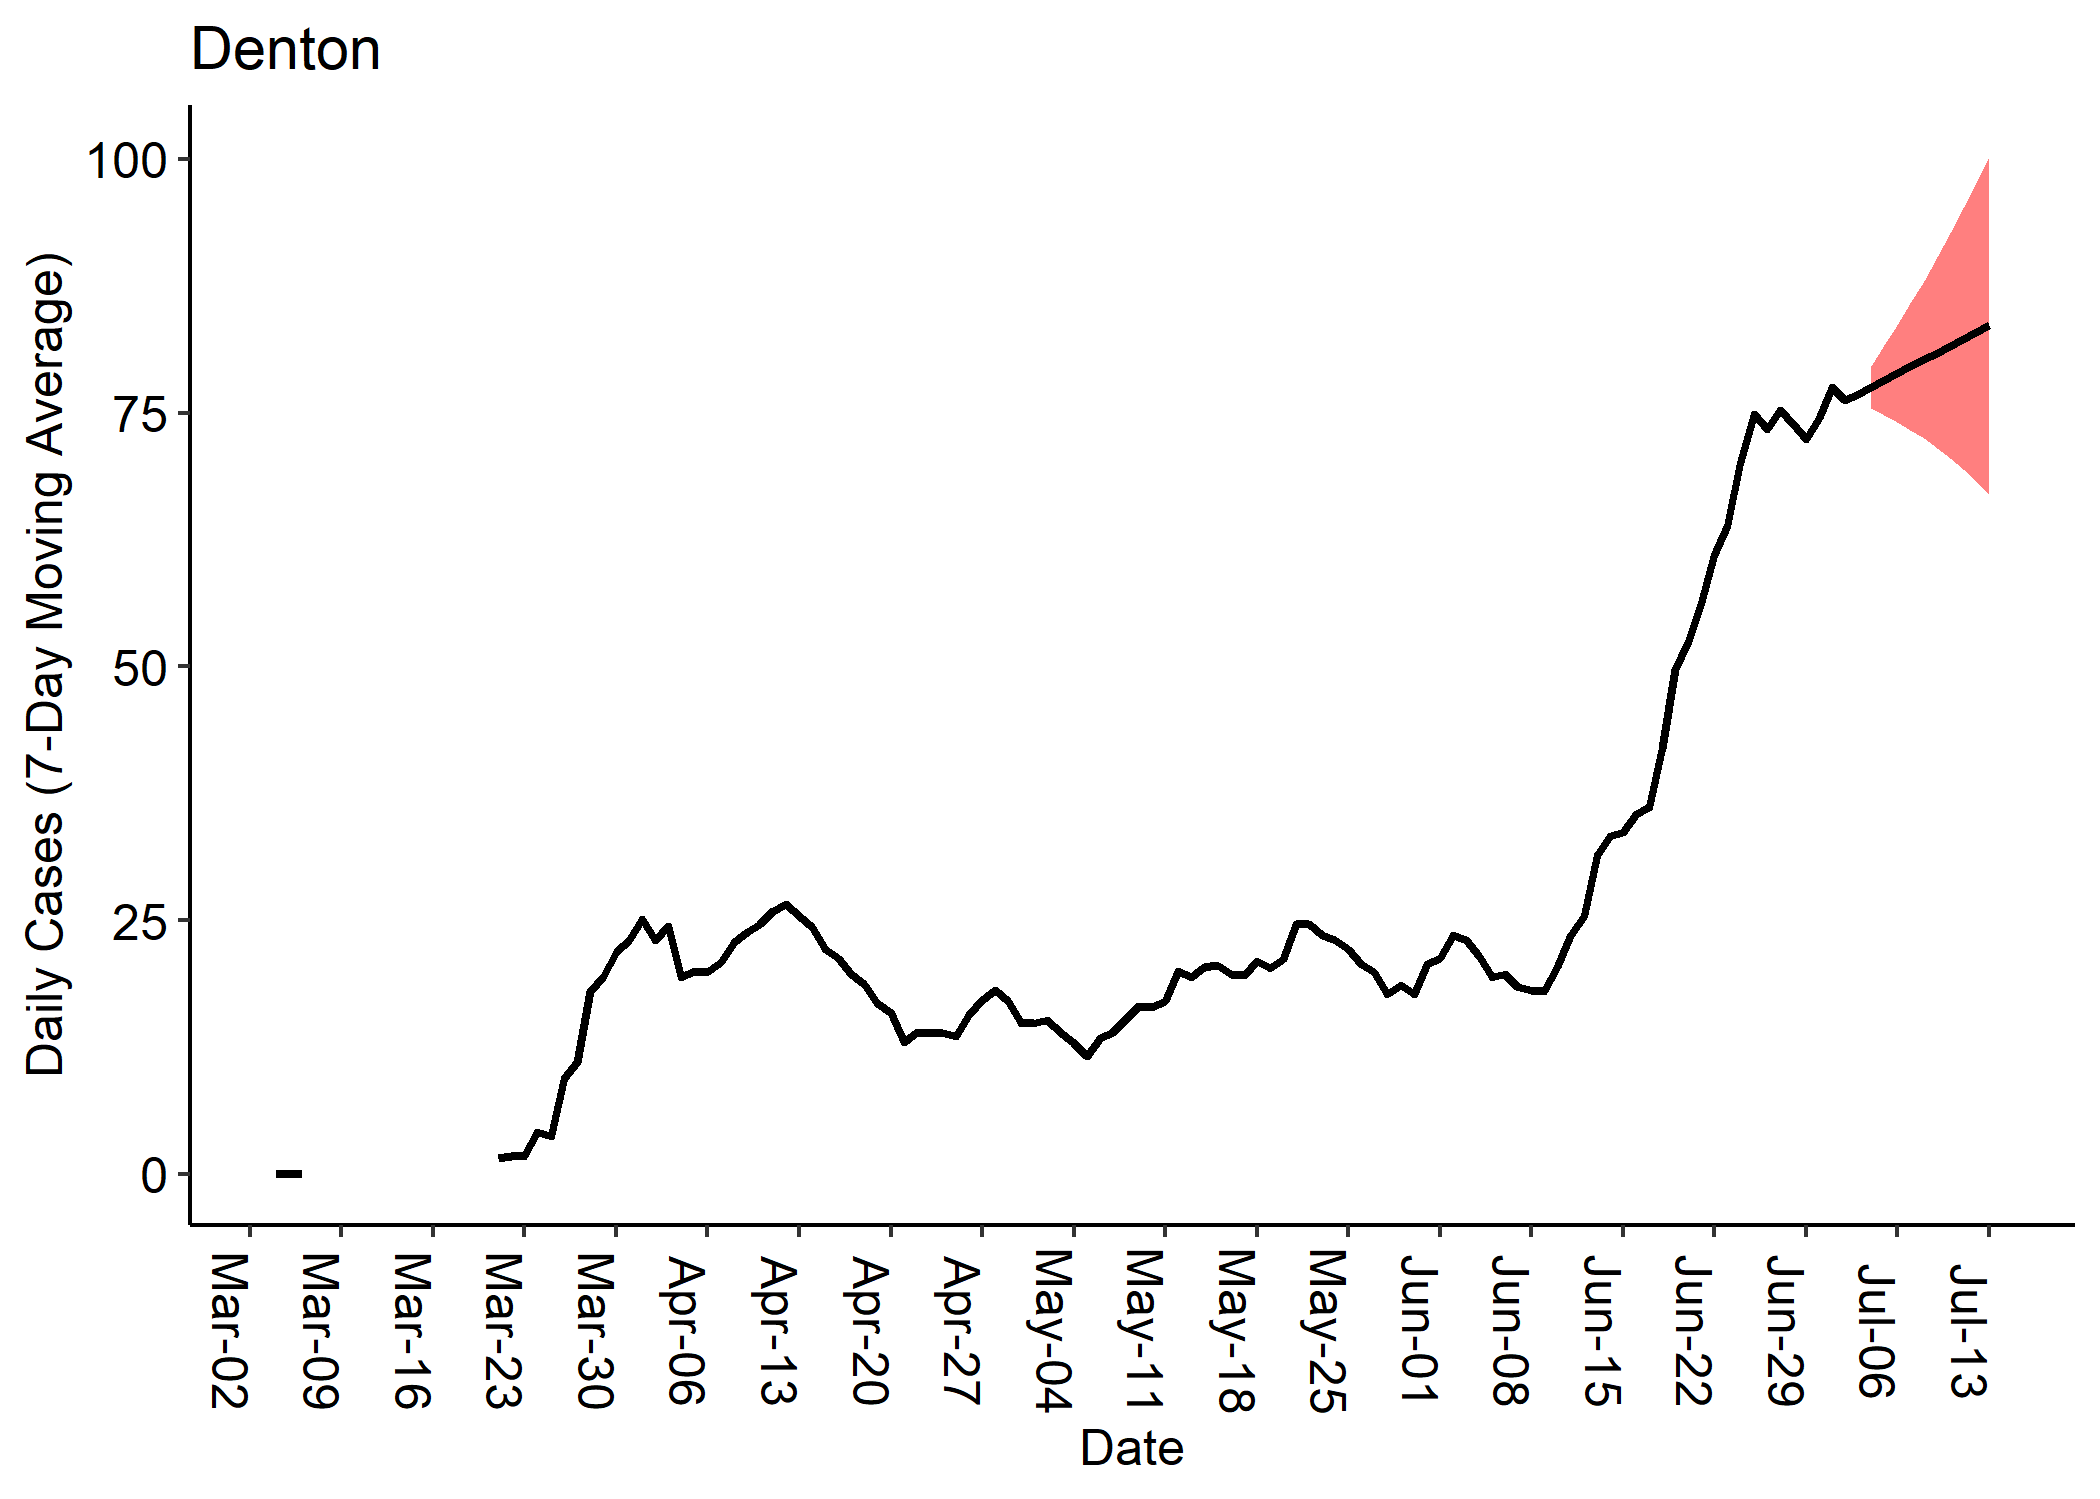 Denton
Daily Cases (7-Day Moving Average)
100
75
50
25
0
Mar-02
Mar-09
Mar-16
Mar-23
Mar-30
Apr-06
Apr-13
Apr-20
Apr-27
May-04
May-11
May-18
May-25
Jun-01
Jun-08
Jun-15
Jun-22
Jun-29
Jul-06
Jul-13
Date